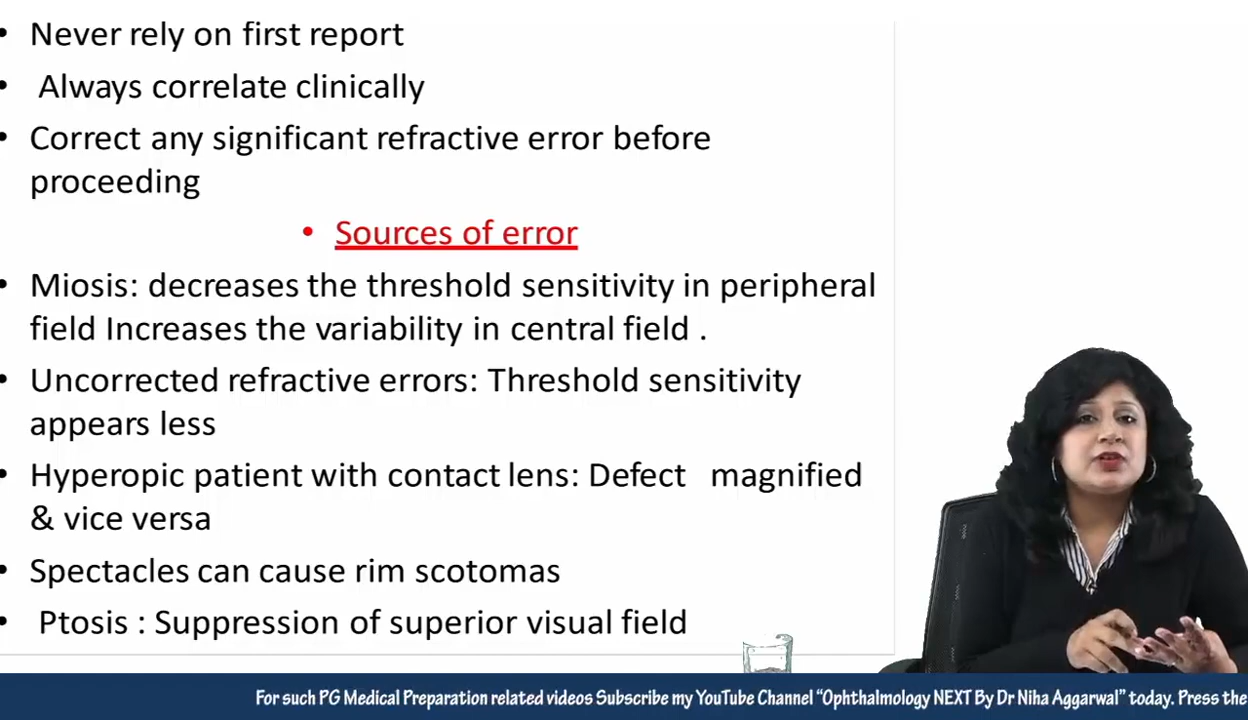 • Never rely on first report
• Always correlate clinically
• Correct any significant refractive error before
proceeding
• Sources of error
• Miosis: decreases the threshold sensitivity in peripheral
field Increases the variability in central field .
• Uncorrected refractive errors: Threshold sensitivity
appears less
• Hyperopic patient with contact lens: Defect magnified
& vice versa
• Spectacles can cause rim scotomas
• Ptosis : Suppression of superior visual field
For such PG Medical Preparation related videos Subscribe my YouTube Channel “Ophthalmology NEXT By Dr Niha Aggarwal” today. Press the